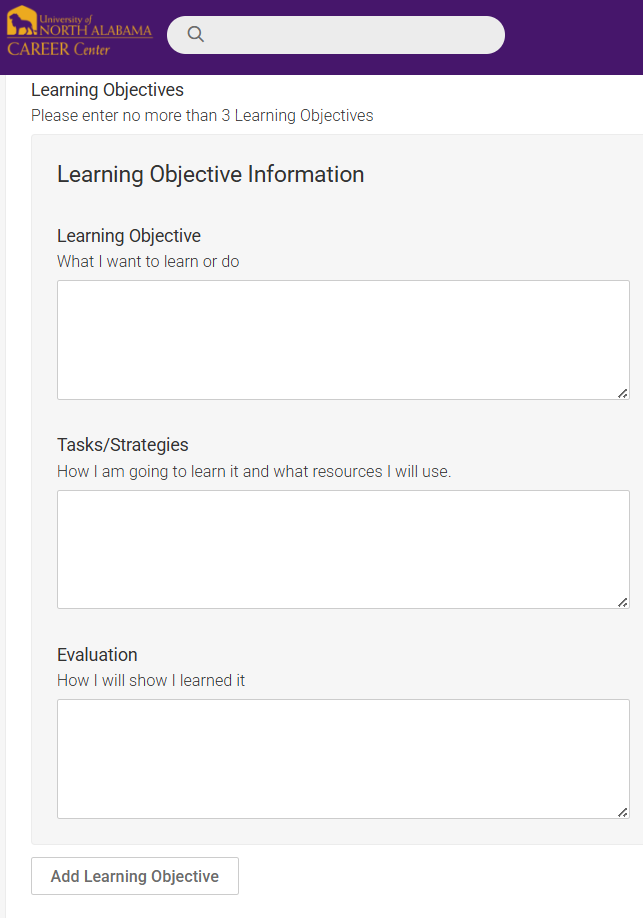 University of
NORTH ALABAMA
CAREER Center
Learning Objectives
Please enter no more than 3 Learning Objectives
Learning Objective Information
Learning Objective
What I want to learn or do
Tasks/Strategies
How I am going to learn it and what resources I will use.
Evaluation
How I will show I learned it
Add Learning Objective